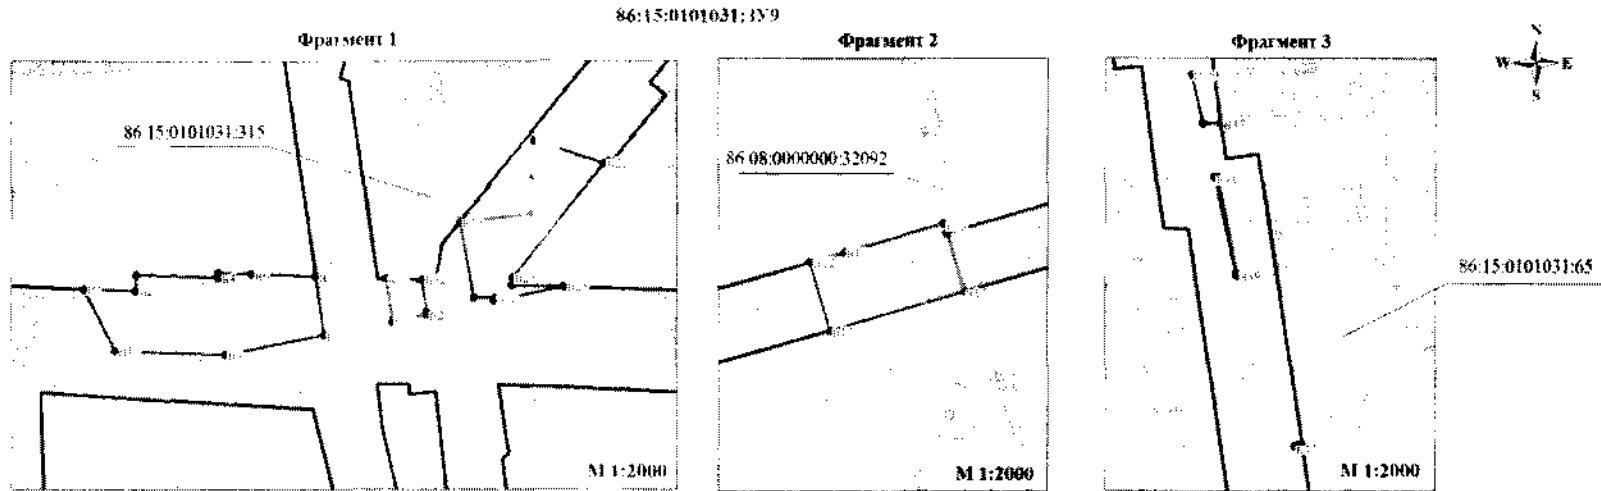 86:15:0101031:ЗУ9
Фрагмент 1
Фрагмент 2
Фрагмент 3
N
W E
S
86:15:0101031:315
86:08:0000000:32092
86:15:0101031:65
М 1:2000
М 1:2000
М 1:2000